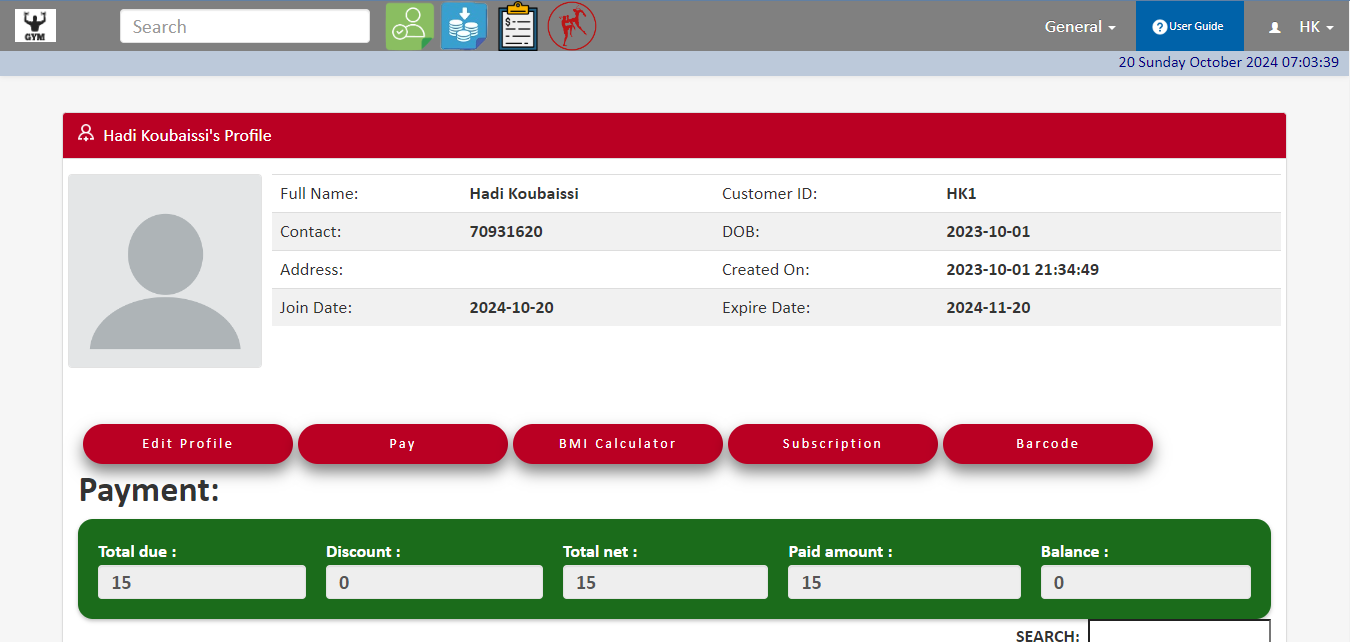 GYM Search General User Guide HK
20 Sunday October 2024 07:03:39
Hadi Koubaissi's Profile
Full Name: Hadi Koubaissi Customer ID: HK1
Contact: 70931620 DOB: 2023-10-01
Address: Created On: 2023-10-01 21:34:49
Join Date: 2024-10-20 Expire Date: 2024-11-20
Edit Profile Pay BMI Calculator Subscription Barcode
Payment:
Total due : Discount : Total net : Paid amount : Balance :
15 0 15 15 0
SEARCH: